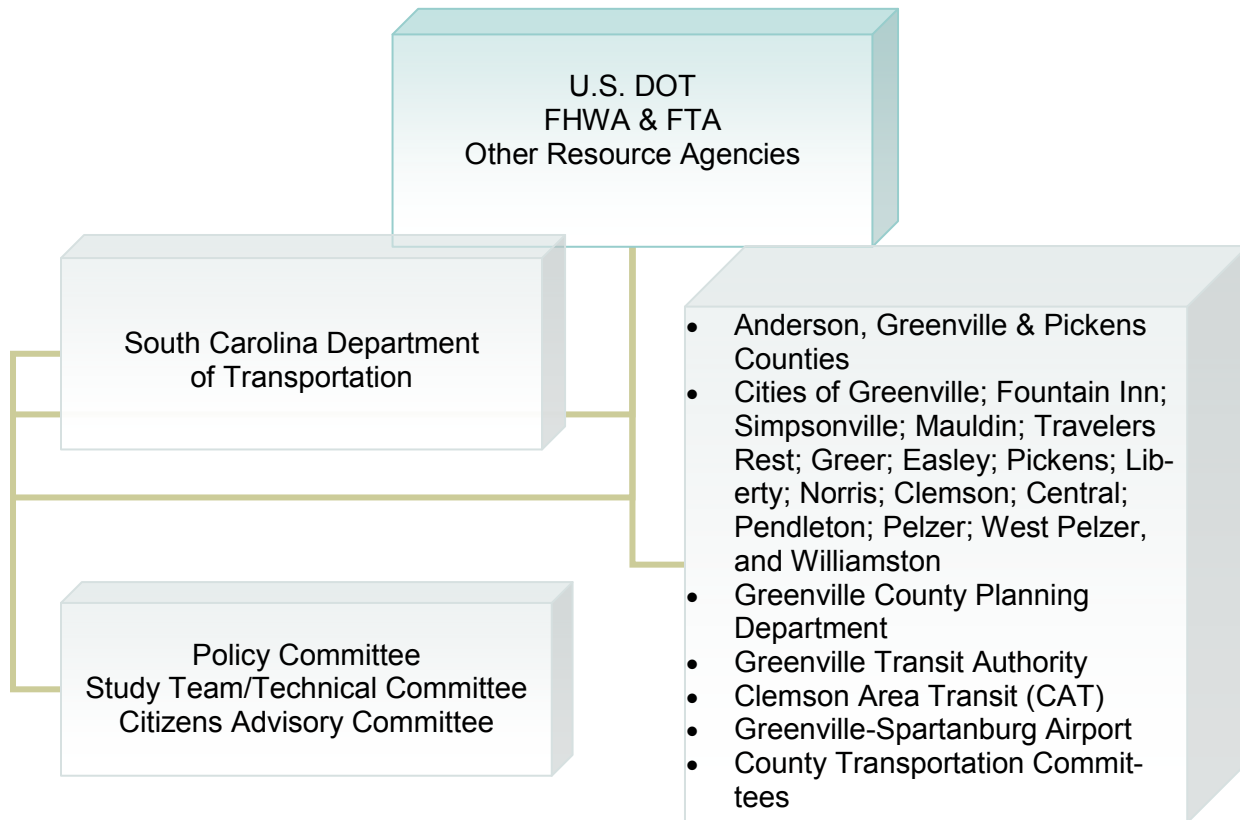 U.S. DOT
FHWA & FTA
Other Resource Agencies
South Carolina Department
of Transportation
Policy Committee
Study Team/Technical Committee
Citizens Advisory Committee
• Anderson, Greenville & Pickens
Counties
• Cities of Greenville; Fountain Inn;
Simpsonville; Mauldin; Travelers
Rest; Greer; Easley; Pickens; Lib-
erty; Norris; Clemson; Central;
Pendleton; Pelzer; West Pelzer,
and Williamston
• Greenville County Planning
Department
• Greenville Transit Authority
• Clemson Area Transit (CAT)
• Greenville-Spartanburg Airport
• County Transportation Commit-
tees